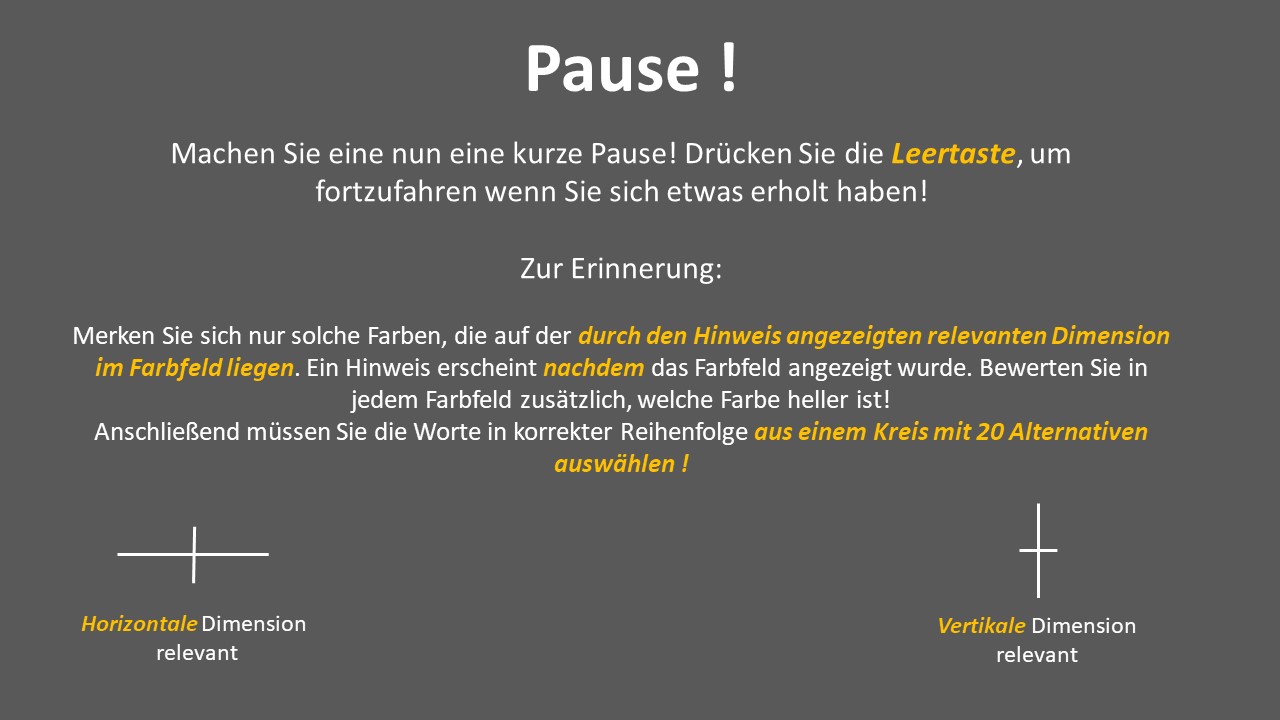 Pause !
Machen Sie eine nun eine kurze Pause! Drücken Sie die Leertaste, um
fortzufahren wenn Sie sich etwas erholt haben!
Zur Erinnerung:
Merken Sie sich nur solche Farben, die auf der durch den Hinweis angezeigten relevanten Dimension
im Farbfeld liegen. Ein Hinweis erscheint nachdem das Farbfeld angezeigt wurde. Bewerten Sie in
jedem Farbfeld zusätzlich, welche Farbe heller ist!
Anschließend müssen Sie die Worte in korrekter Reihenfolge aus einem Kreis mit 20 Alternativen
auswählen !
Horizontale Dimension
relevant
Vertikale Dimension
relevant